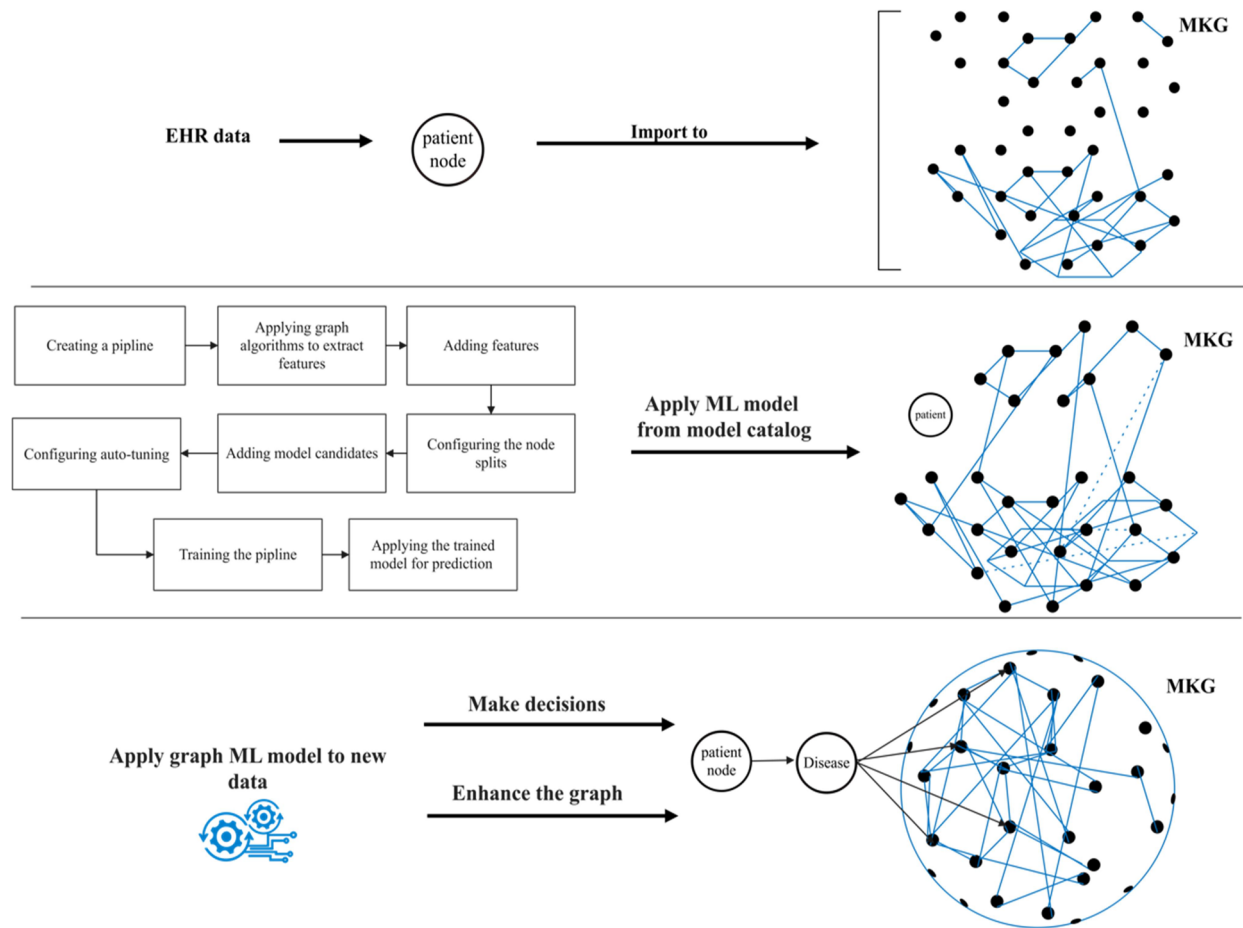 MKG
EHR data
patient
node
Import to
Creating a pipline
Applying graph
algorithms to extract
features
Adding features
Configuring auto-tuning
Adding model candidates
Configuring the node
splits
Training the pipline
Applying the trained
model for prediction
Apply ML model
from model catalog
MKG
patient
Apply graph ML model to new
data
Make decisions
Enhance the graph
patient
node
Disease
MKG